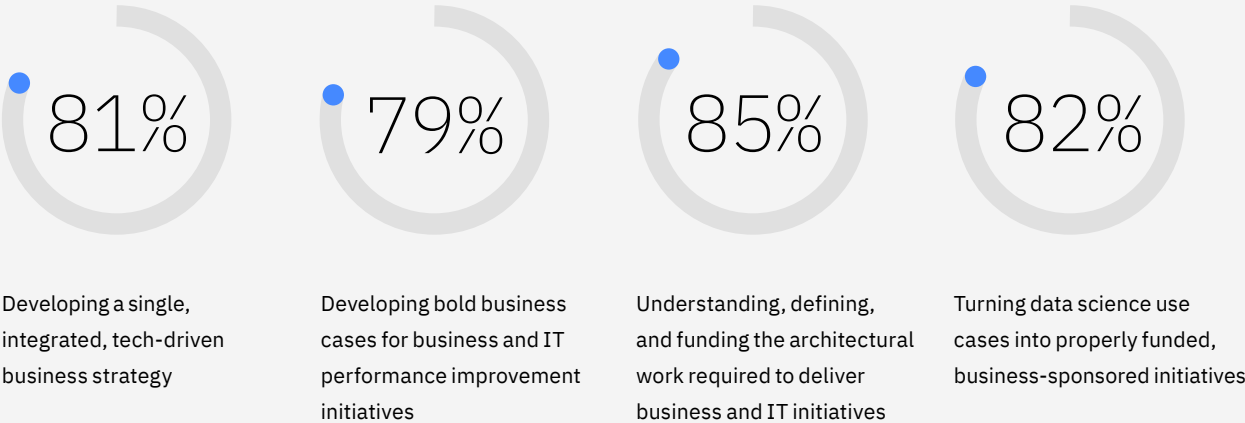 81%
Developing a single,
integrated, tech-driven
business strategy
79%
Developing bold business
cases for business and IT
performance improvement
initiatives
85%
Understanding, defining,
and funding the architectural
work required to deliver
business and IT initiatives
82%
Turning data science use
cases into properly funded,
business-sponsored initiatives